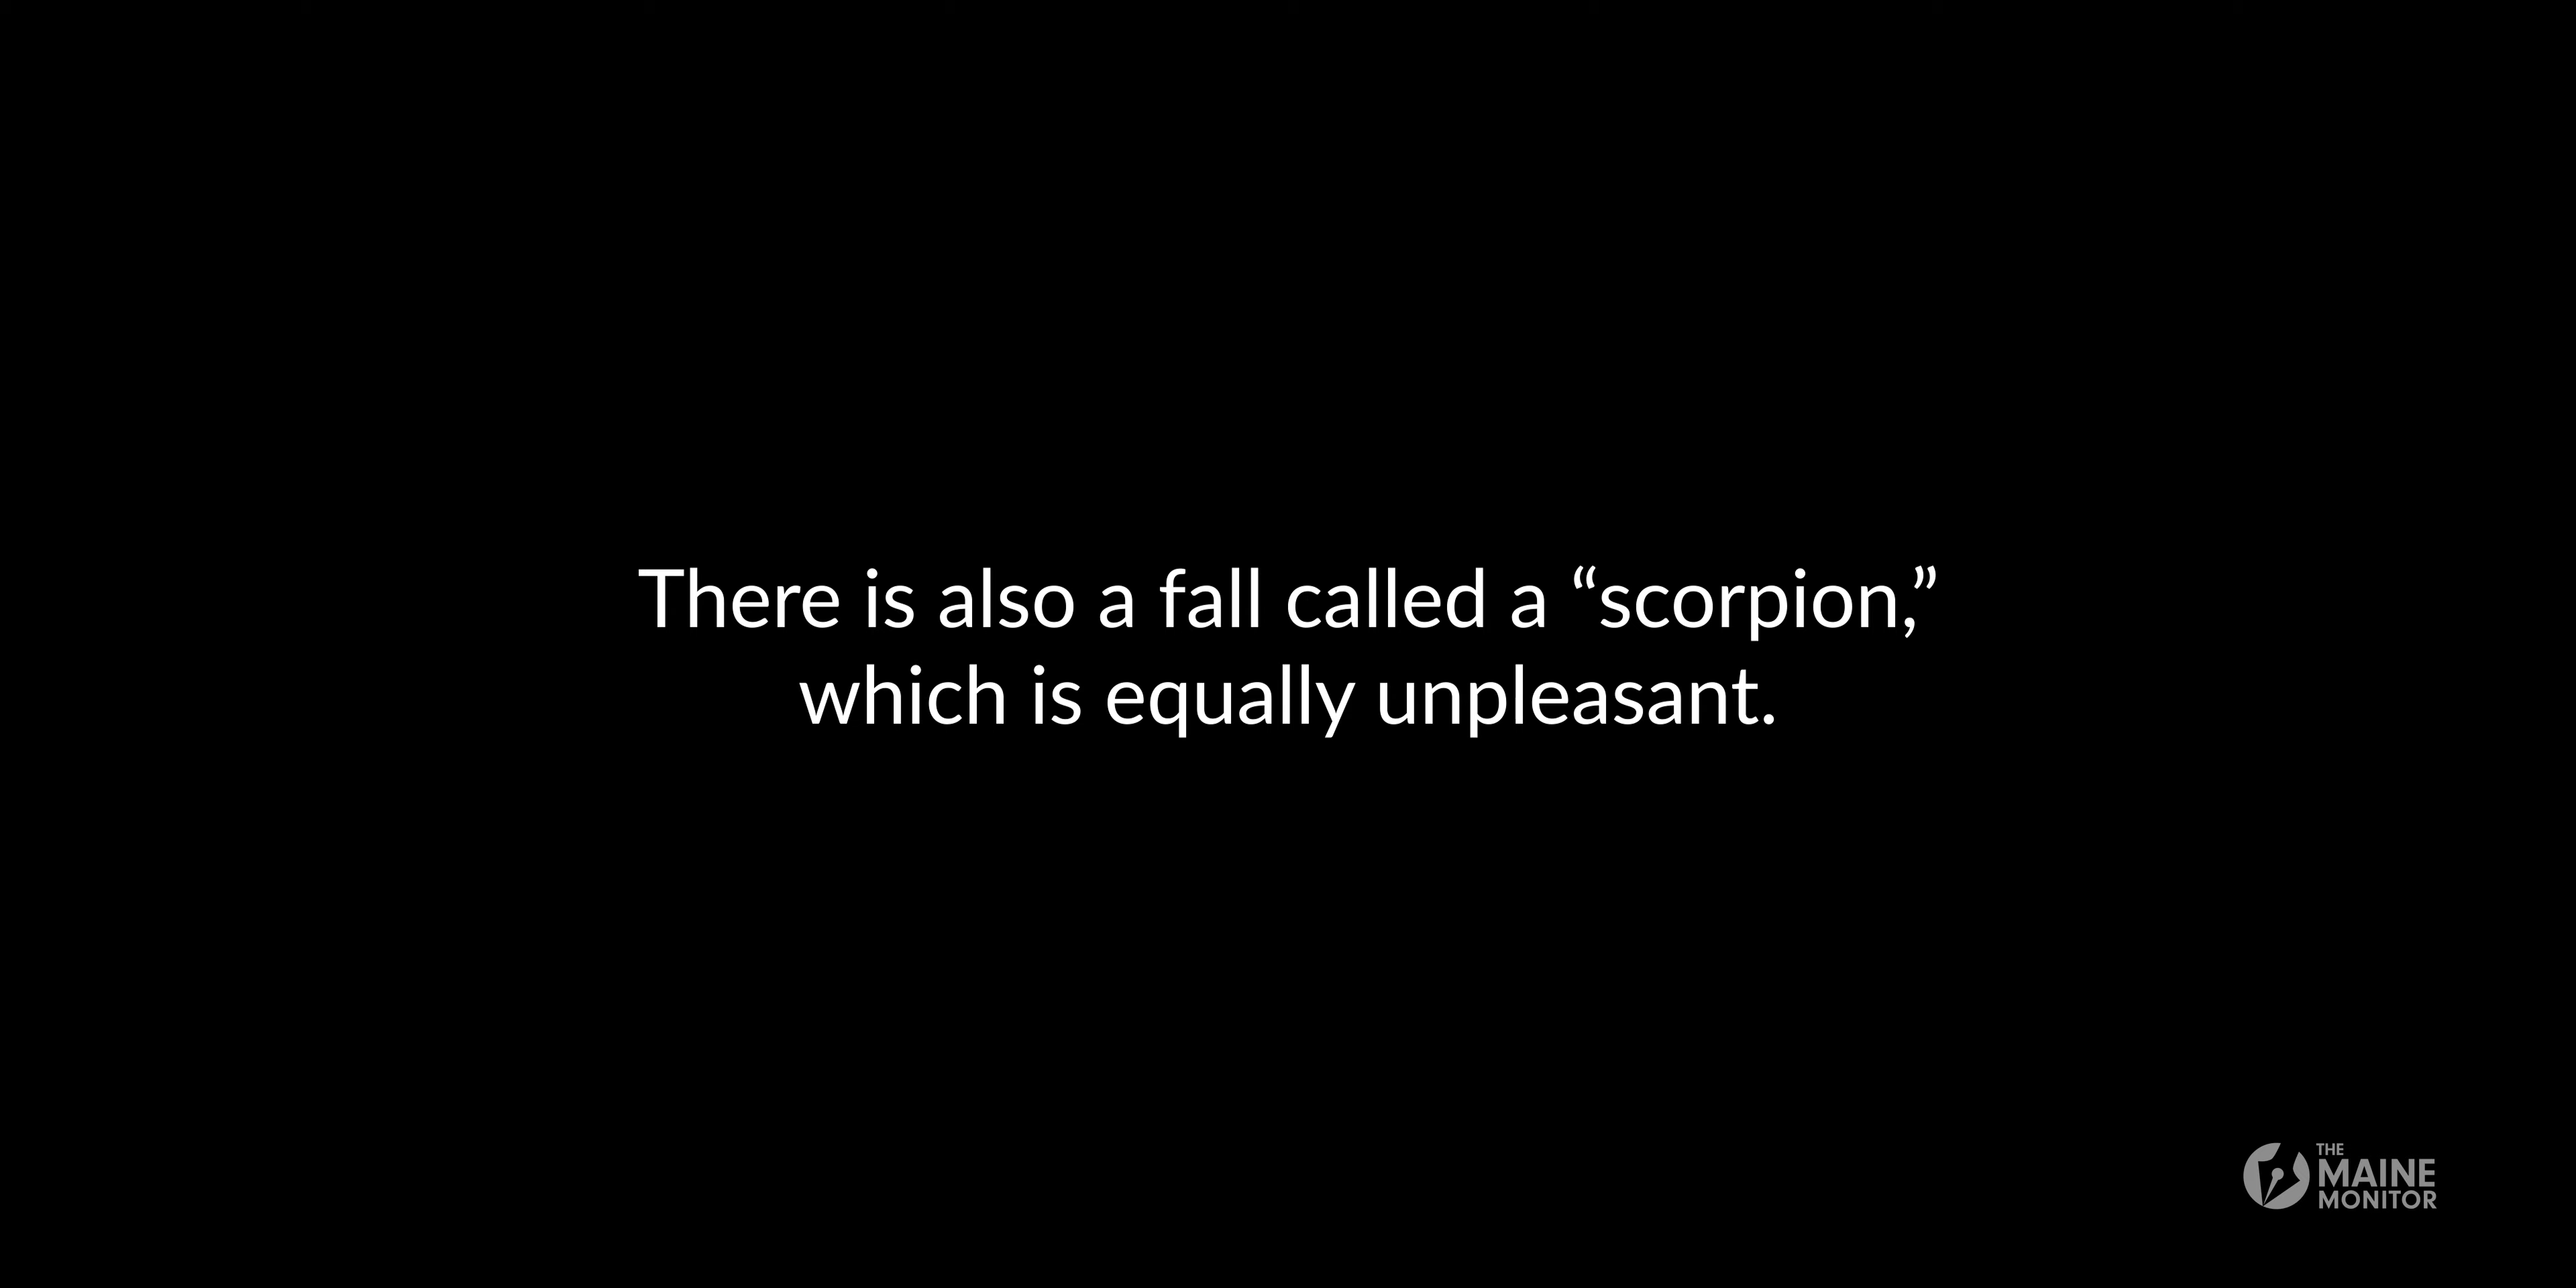 There is also a fall called a “scorpion,”
which is equally unpleasant.
THE
MAINE
MONITOR